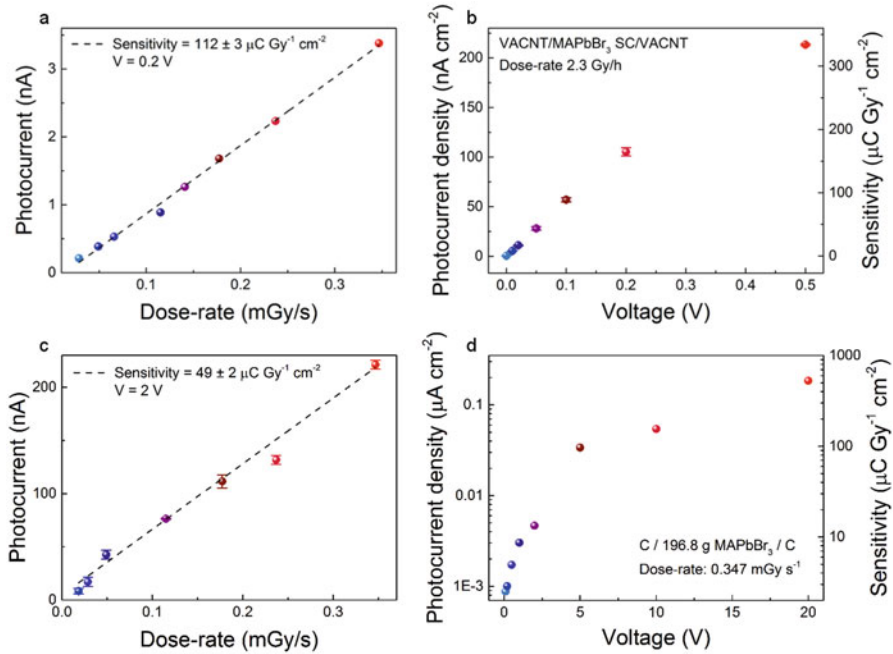 a
Sensitivity = 112 ± 3 μC Gy⁻¹ cm⁻²
V = 0.2 V
Photocurrent (nA)
3
2
1
0
0.1 0.2 0.3
Dose-rate (mGy/s)
b
VACNT/MAPbBr₃ SC/VACNT
Dose-rate 2.3 Gy/h
Photocurrent density (nA cm⁻²)
200
150
100
50
0
Sensitivity (μC Gy⁻¹ cm⁻²)
300
200
100
0
0.0 0.1 0.2 0.3 0.4 0.5
Voltage (V)
c
Sensitivity = 49 ± 2 μC Gy⁻¹ cm⁻²
V = 2 V
Photocurrent (nA)
200
100
0
0.0 0.1 0.2 0.3
Dose-rate (mGy/s)
d
Photocurrent density (μA cm⁻²)
0.1
0.01
1E-3
C / 196.8 g MAPbBr₃ / C
Dose-rate: 0.347 mGy s⁻¹
Sensitivity (μC Gy⁻¹ cm⁻²)
1000
100
10
0 5 10 15 20
Voltage (V)